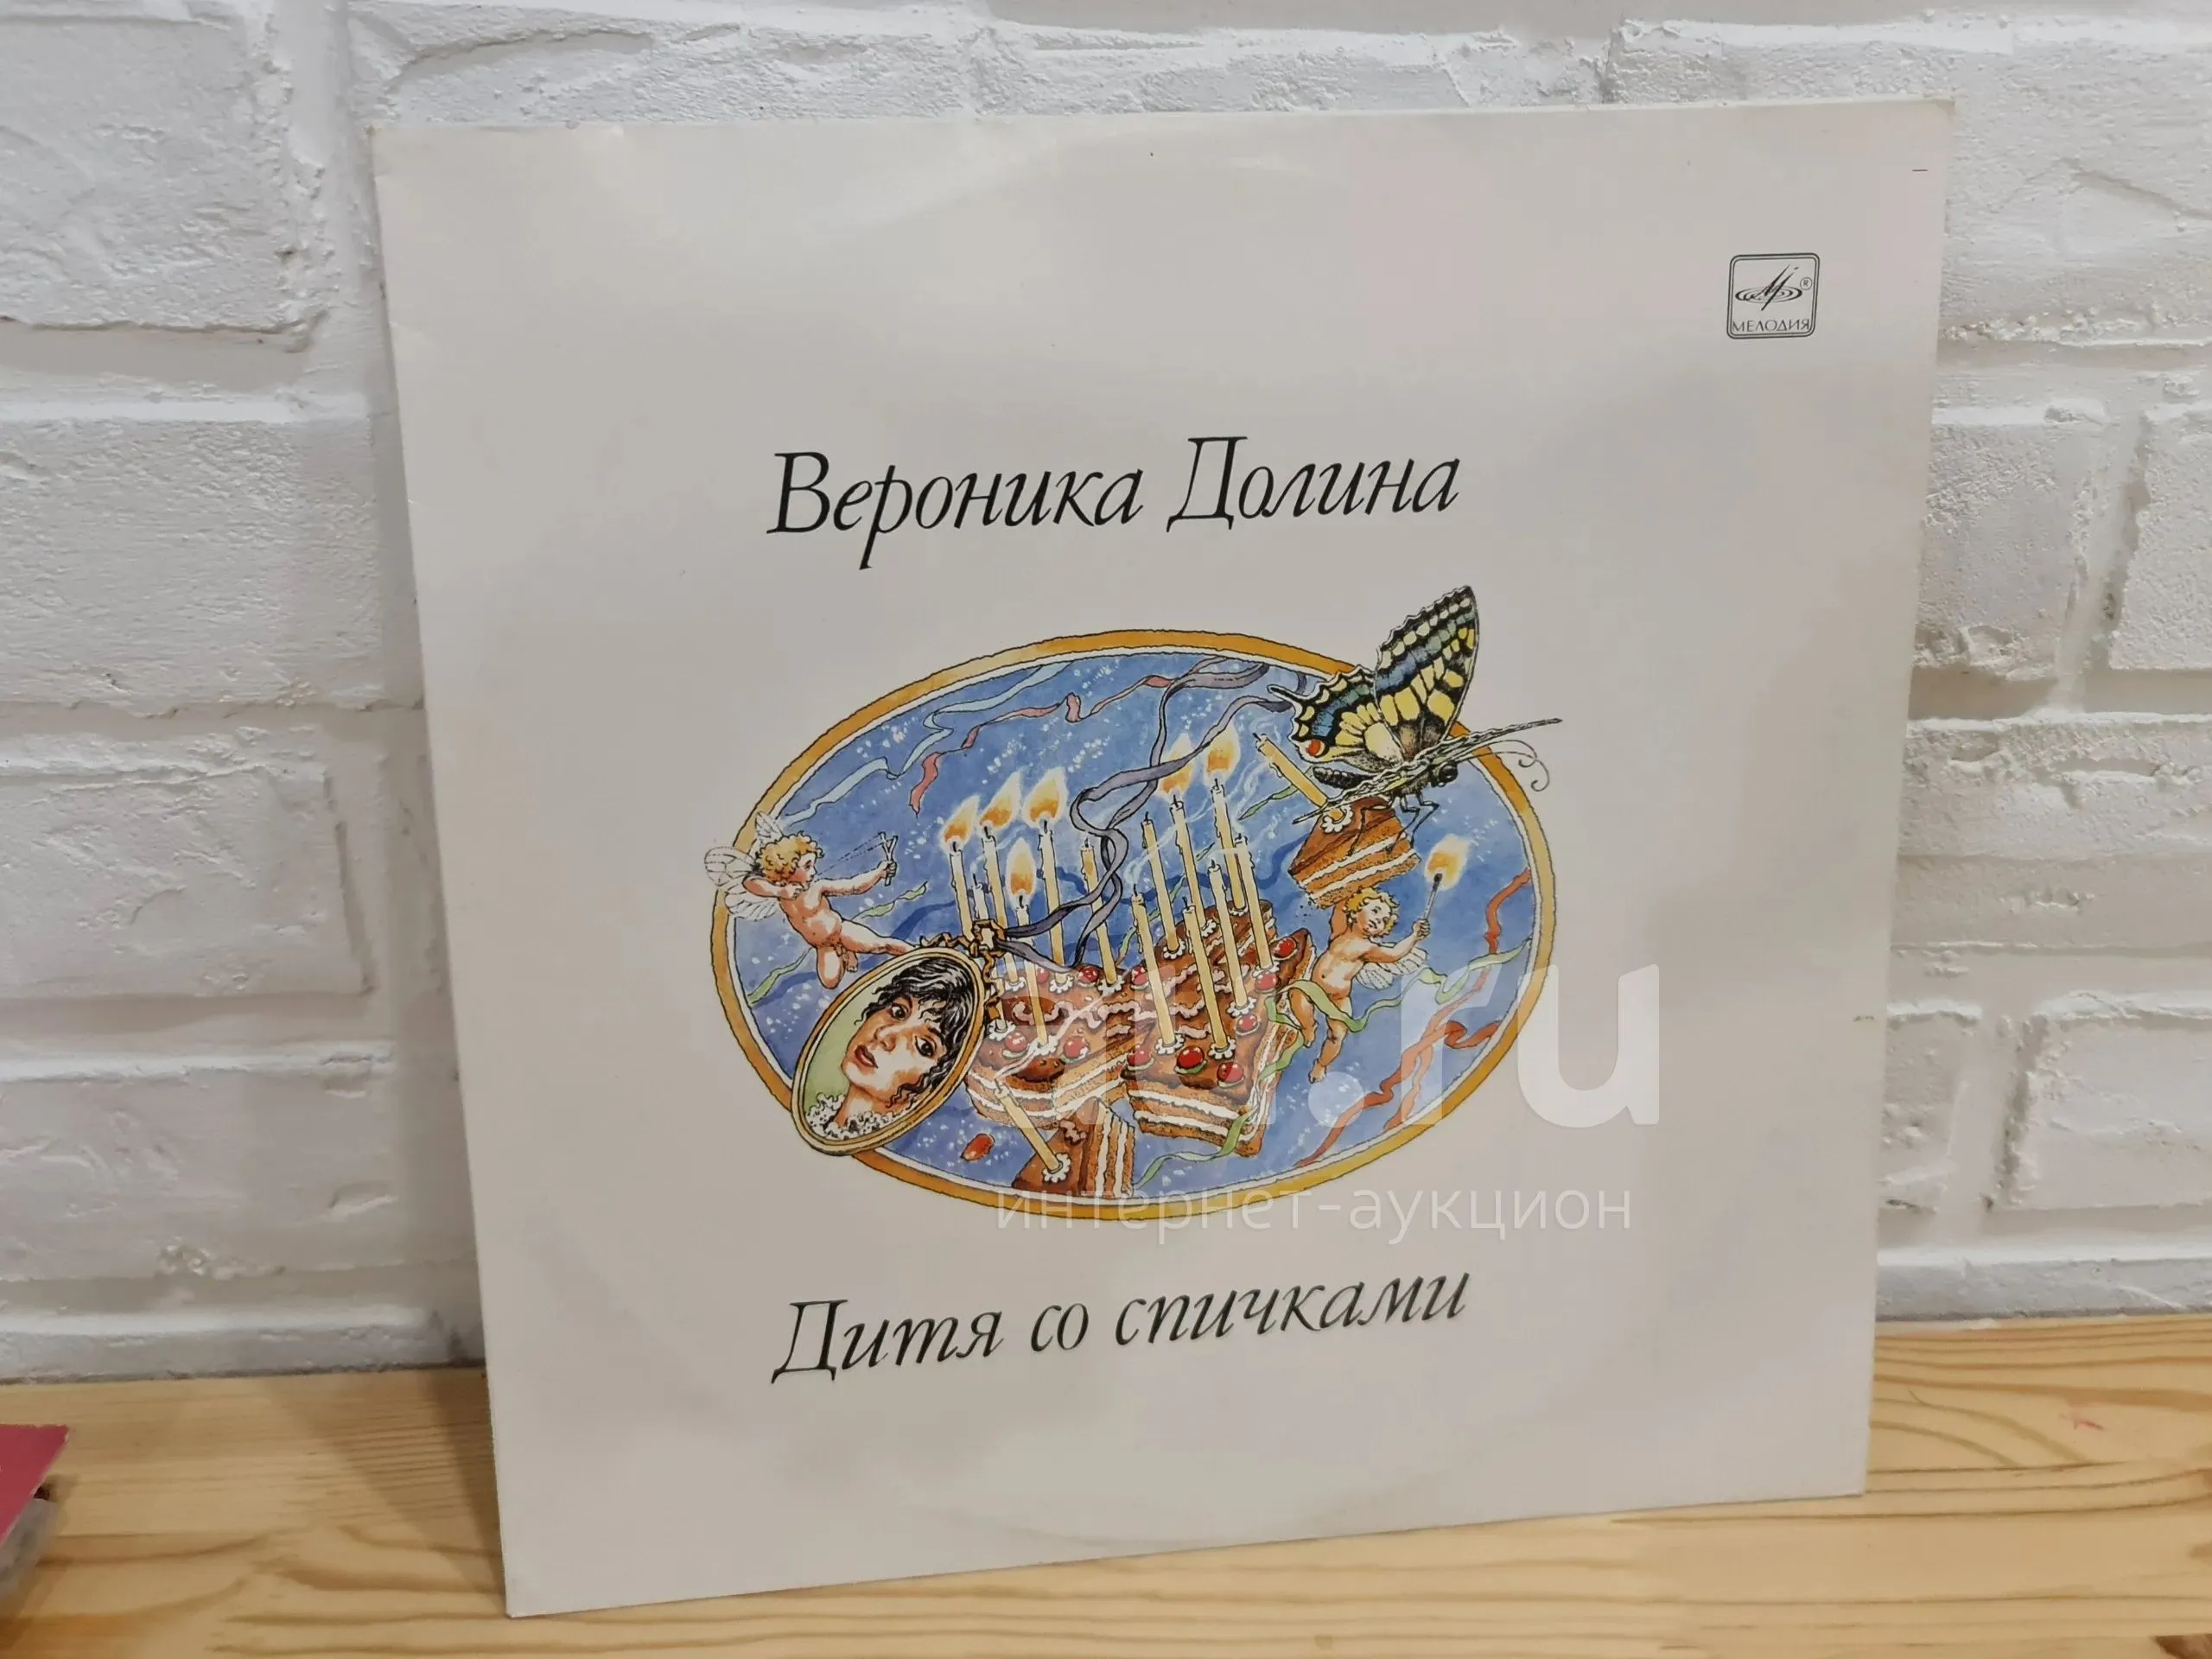 МЕЛОДИЯ
Вероника Долина
.ru
интернет-аукцион
Дитя со спичками